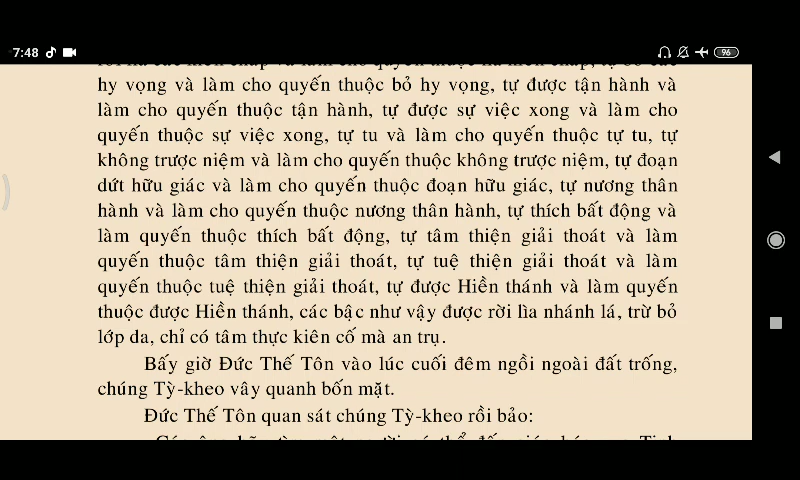 7:48
96
hy vọng và làm cho quyến thuộc bỏ hy vọng, tự được tận hành và
làm cho quyến thuộc tận hành, tự được sự việc xong và làm cho
quyến thuộc sự việc xong, tự tu và làm cho quyến thuộc tự tu, tự
không trược niệm và làm cho quyến thuộc không trược niệm, tự đoạn
dứt hữu giác và làm cho quyến thuộc đoạn hữu giác, tự nương thân
hành và làm cho quyến thuộc nương thân hành, tự thích bất động và
làm quyến thuộc thích bất động, tự tâm thiện giải thoát và làm
quyến thuộc tâm thiện giải thoát, tự tuệ thiện giải thoát và làm
quyến thuộc tuệ thiện giải thoát, tự được Hiền thánh và làm quyến
thuộc được Hiền thánh, các bậc như vậy được rời lìa nhánh lá, trừ bỏ
lớp da, chỉ có tâm thực kiên cố mà an trụ.
Bấy giờ Đức Thế Tôn vào lúc cuối đêm ngồi ngoài đất trống,
chúng Tỳ-kheo vây quanh bốn mặt.
Đức Thế Tôn quan sát chúng Tỳ-kheo rồi bảo: